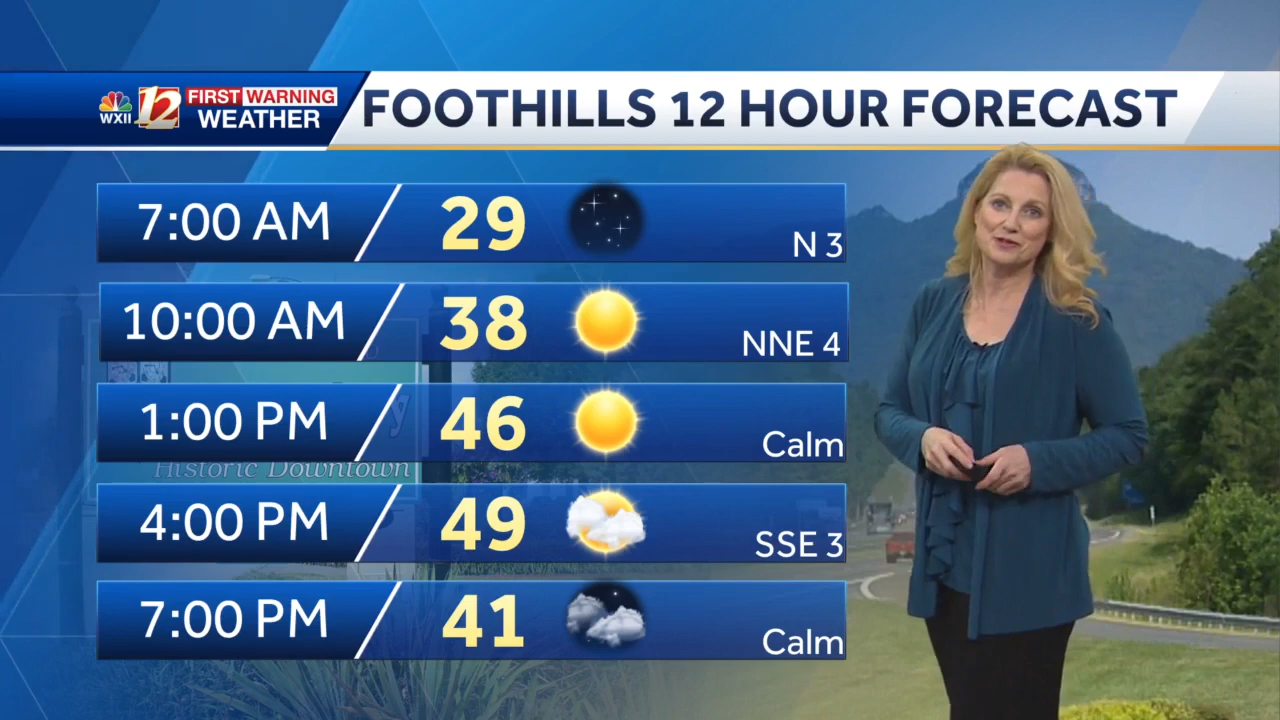 WXII 12 FIRST WARNING WEATHER
FOOTHILLS 12 HOUR FORECAST
7:00 AM 29 N 3
10:00 AM 38 NNE 4
1:00 PM 46 Calm
Historic Downtown
4:00 PM 49 SSE 3
7:00 PM 41 Calm